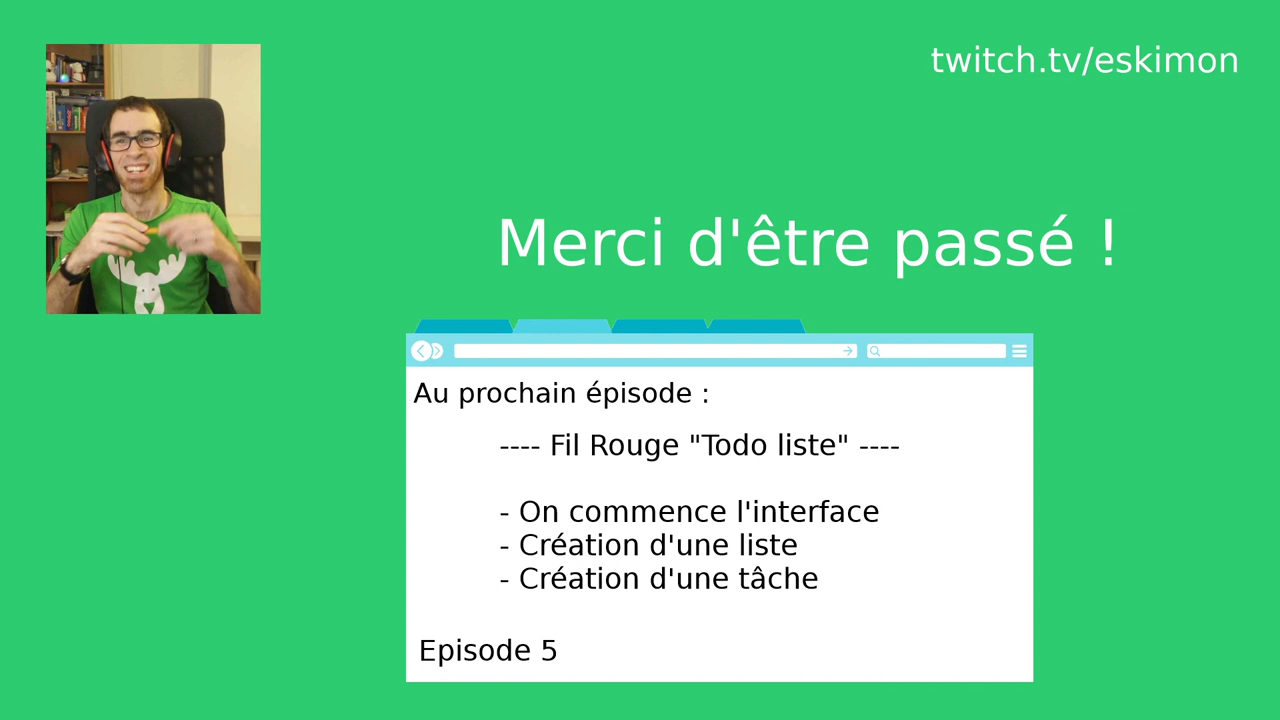 twitch.tv/eskimon
Merci d'être passé !
Au prochain épisode :
---- Fil Rouge "Todo liste" ----
- On commence l'interface
- Création d'une liste
- Création d'une tâche
Episode 5